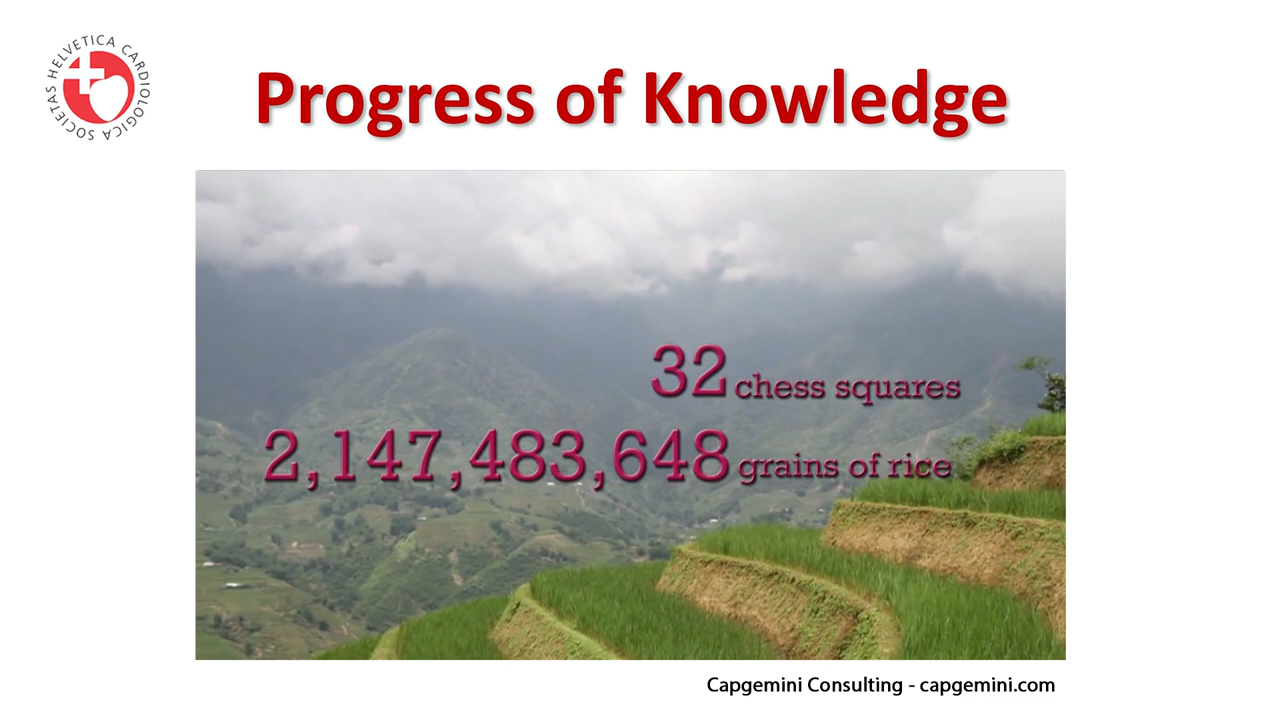 SOCIETAS HELVETICA CARDIOLOGICA
Progress of Knowledge
32 chess squares
2,147,483,648 grains of rice
Capgemini Consulting - capgemini.com